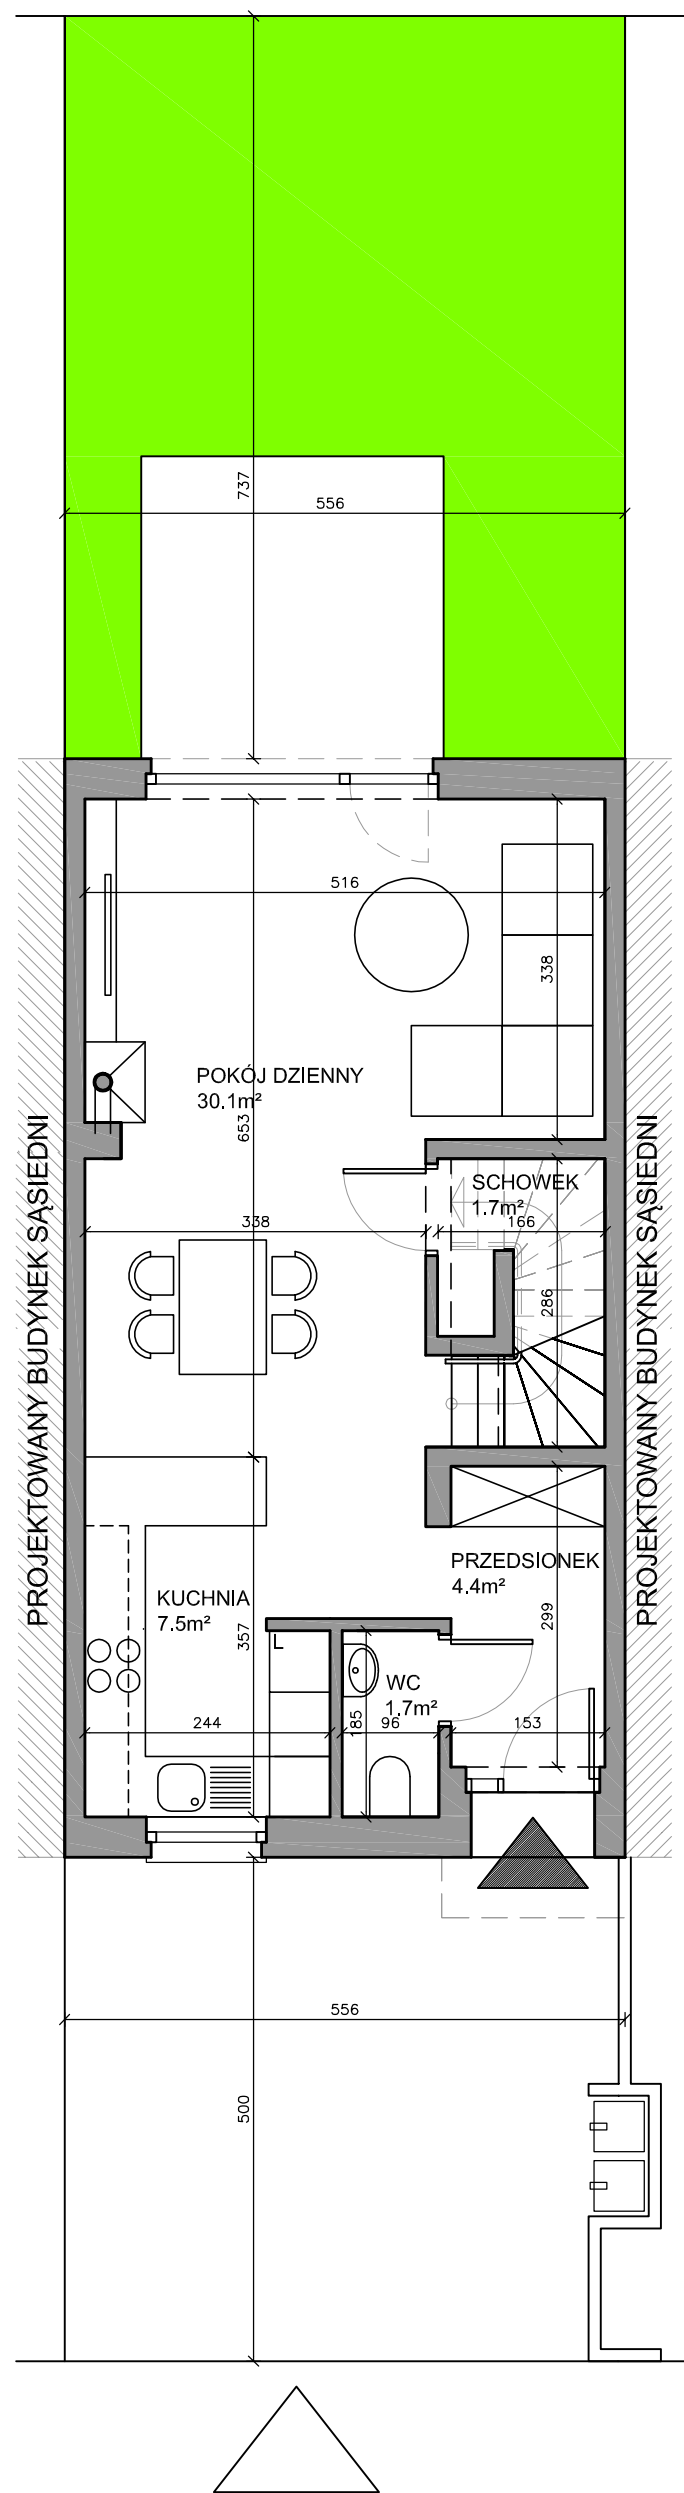 737
556
516
338
POKÓJ DZIENNY
30.1m²
653
SCHOWEK
1.7m²
338
166
286
PROJEKTOWANY BUDYNEK SĄSIEDNI
PROJEKTOWANY BUDYNEK SĄSIEDNI
PRZEDSIONEK
4.4m²
KUCHNIA
7.5m²
357
299
L
WC
1.7m²
185
244
96
153
556
500